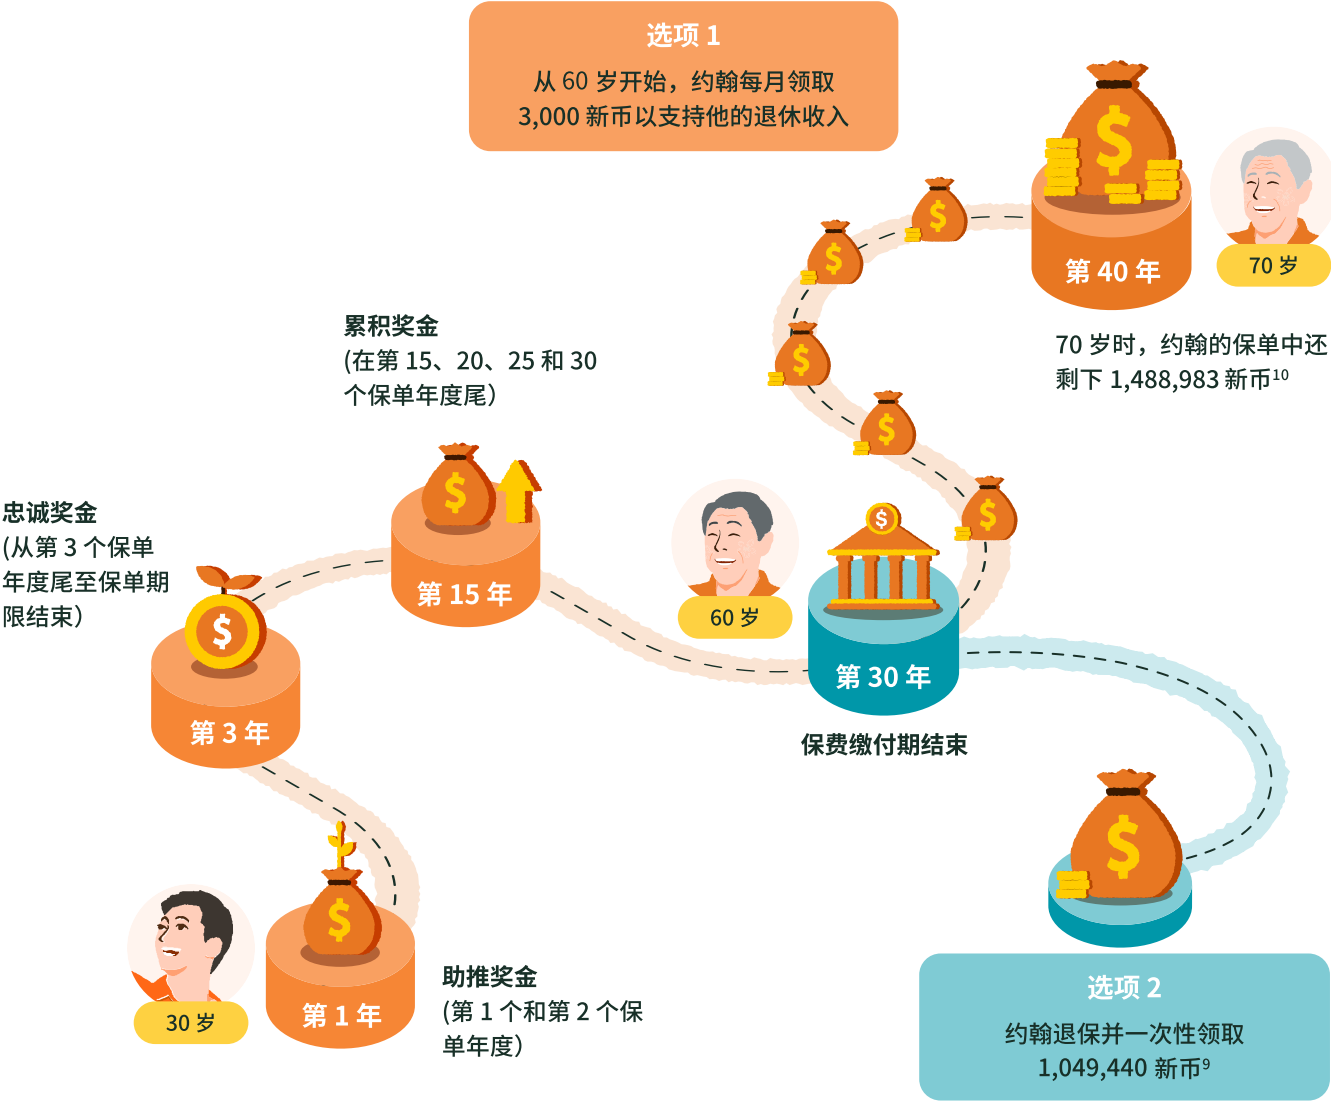 选项 1
从 60 岁开始，约翰每月领取
3,000 新币以支持他的退休收入
第 40 年
70 岁
70 岁时，约翰的保单中还
剩下 1,488,983 新币¹⁰
累积奖金
(在第 15、20、25 和 30
个保单年度尾）
第 15 年
忠诚奖金
(从第 3 个保单
年度尾至保单期
限结束）
第 3 年
60 岁
第 30 年
保费缴付期结束
30 岁
第 1 年
助推奖金
(第 1 个和第 2 个保
单年度）
选项 2
约翰退保并一次性领取
1,049,440 新币⁹